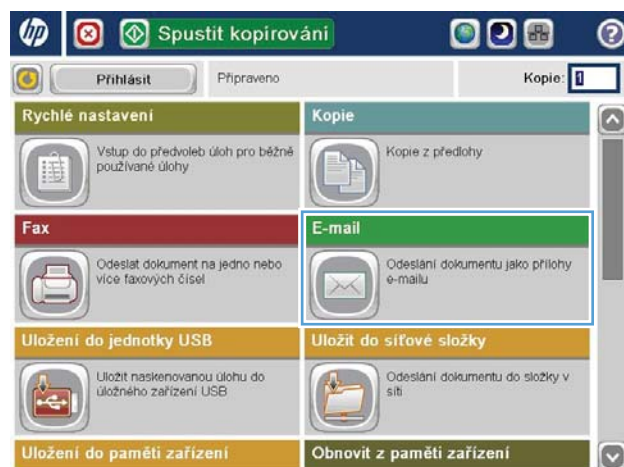 hp
Spustit kopírování
?
Přihlásit
Připraveno
Kopie: 1
Rychlé nastavení
Vstup do předvoleb úloh pro běžně
používané úlohy
Kopie
Kopie z předlohy
Fax
Odeslat dokument na jedno nebo
více faxových čísel
E-mail
Odeslání dokumentu jako přílohy
e-mailu
Uložení do jednotky USB
Uložit naskenovanou úlohu do
úložného zařízení USB
Uložit do síťové složky
Odeslání dokumentu do složky v
síti
Uložení do paměti zařízení
Obnovit z paměti zařízení